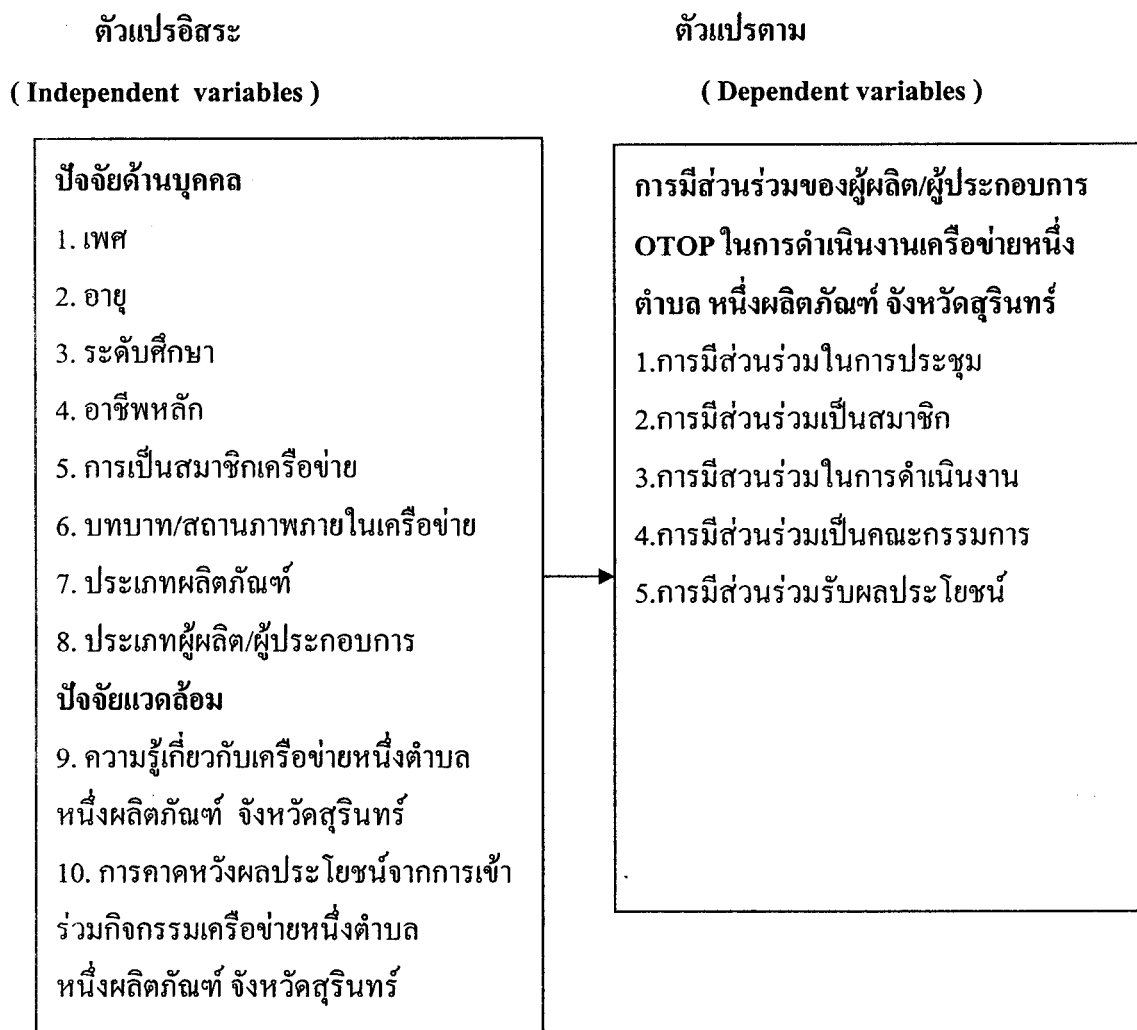 ตัวแปรอิสระ
( Independent variables )
ปัจจัยด้านบุคคล
1. เพศ
2. อายุ
3. ระดับศึกษา
4. อาชีพหลัก
5. การเป็นสมาชิกเครือข่าย
6. บทบาท/สถานภาพภายในเครือข่าย
7. ประเภทผลิตภัณฑ์
8. ประเภทผู้ผลิต/ผู้ประกอบการ
ปัจจัยแวดล้อม
9. ความรู้เกี่ยวกับเครือข่ายหนึ่งตำบล
หนึ่งผลิตภัณฑ์ จังหวัดสุรินทร์
10. การคาดหวังผลประโยชน์จากการเข้า
ร่วมกิจกรรมเครือข่ายหนึ่งตำบล
หนึ่งผลิตภัณฑ์ จังหวัดสุรินทร์
ตัวแปรตาม
( Dependent variables )
การมีส่วนร่วมของผู้ผลิต/ผู้ประกอบการ
OTOP ในการดำเนินงานเครือข่ายหนึ่ง
ตำบล หนึ่งผลิตภัณฑ์ จังหวัดสุรินทร์
1.การมีส่วนร่วมในการประชุม
2.การมีส่วนร่วมเป็นสมาชิก
3.การมีสวนร่วมในการดำเนินงาน
4.การมีส่วนร่วมเป็นคณะกรรมการ
5.การมีส่วนร่วมรับผลประโยชน์